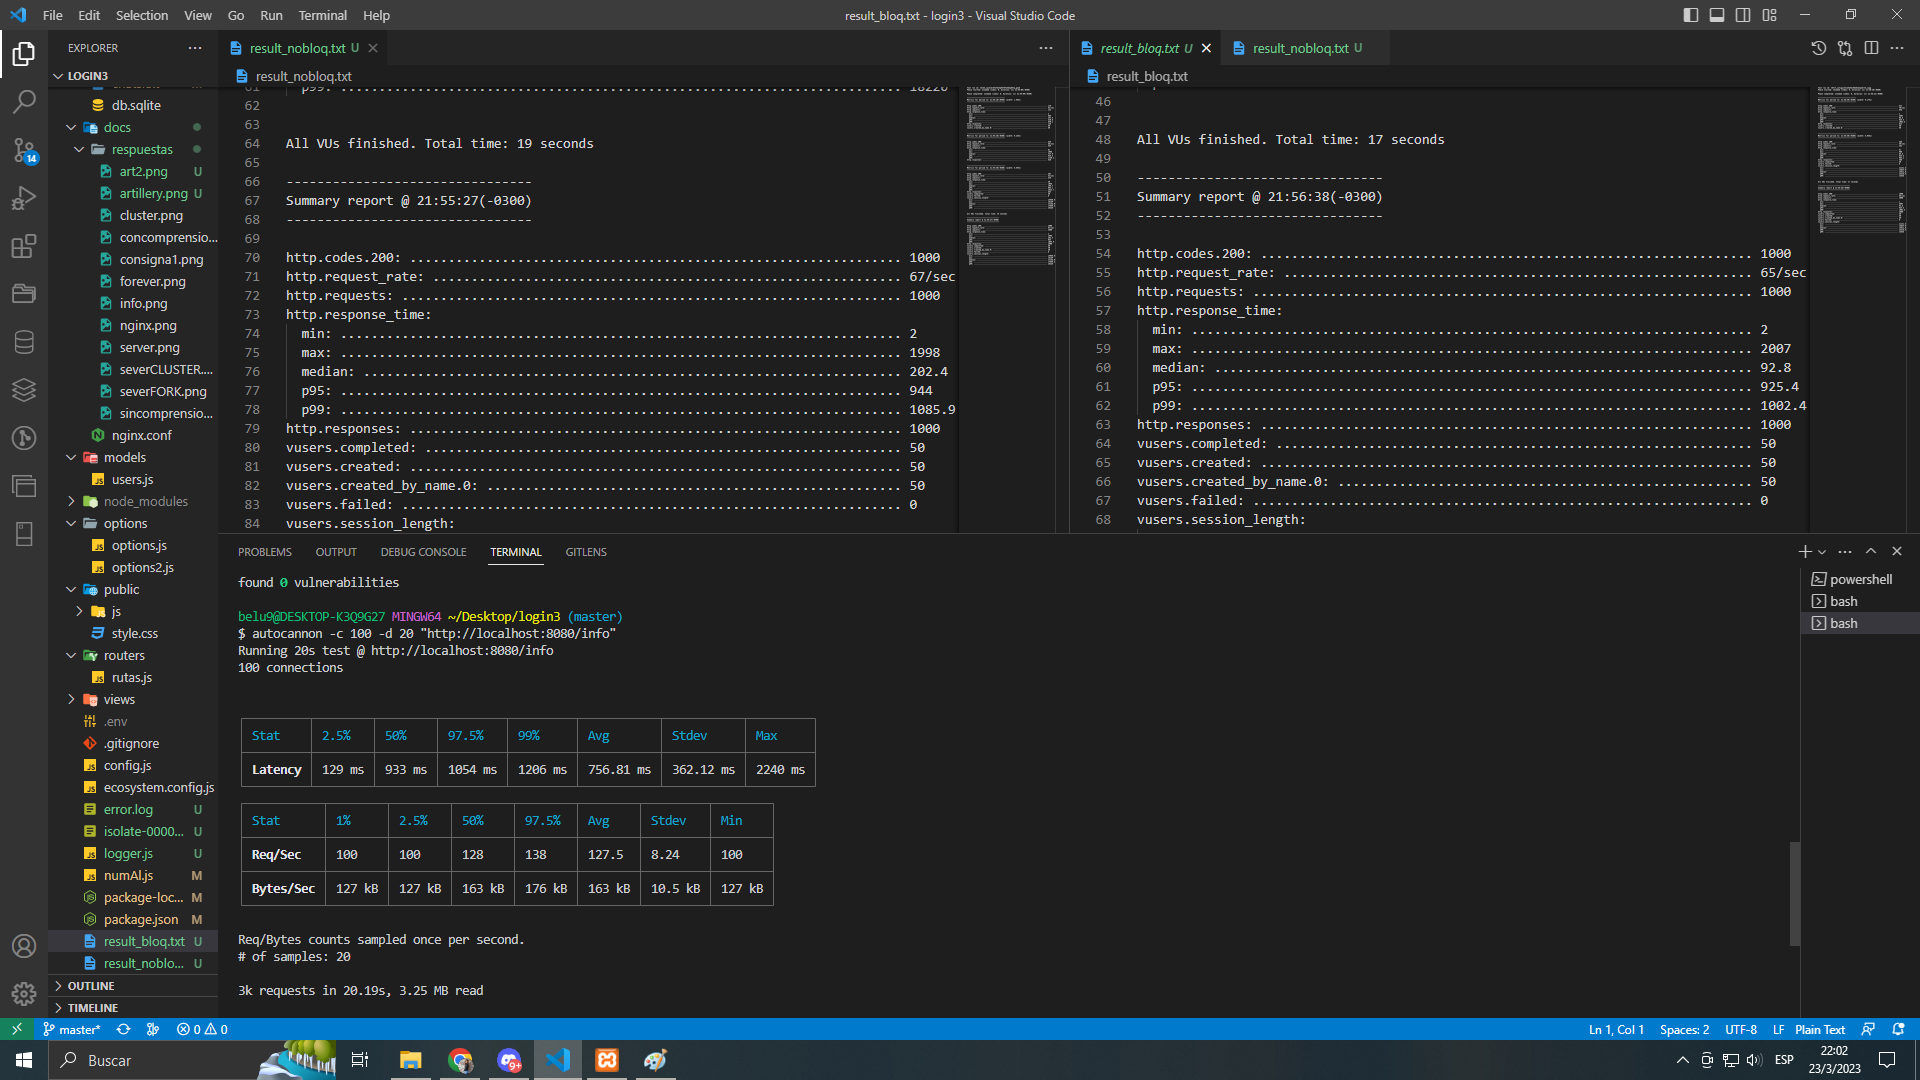 File Edit Selection View Go Run Terminal Help
result_bloq.txt - login3 - Visual Studio Code
EXPLORER
LOGIN3
db.sqlite
docs
respuestas
art2.png U
artillery.png U
cluster.png
concomprensio...
consigna1.png
forever.png
info.png
nginx.png
server.png
severCLUSTER....
severFORK.png
sincomprensio...
nginx.conf
models
users.js
node_modules
options
options.js
options2.js
public
js
style.css
routers
rutas.js
views
.env
.gitignore
config.js
ecosystem.config.js
error.log U
isolate-0000... U
logger.js U
numAl.js M
package-loc... M
package.json M
result_bloq.txt U
result_noblo... U
OUTLINE
TIMELINE
14
result_nobloq.txt U
result_nobloq.txt
61 p99: ......................................................................... 18220
62
63
64 All VUs finished. Total time: 19 seconds
65
66 --------------------------------
67 Summary report @ 21:55:27(-0300)
68 --------------------------------
69
70 http.codes.200: ................................................................ 1000
71 http.request_rate: ............................................................. 67/sec
72 http.requests: ................................................................. 1000
73 http.response_time:
74 min: ......................................................................... 2
75 max: ......................................................................... 1998
76 median: ...................................................................... 202.4
77 p95: ......................................................................... 944
78 p99: ......................................................................... 1085.9
79 http.responses: ................................................................ 1000
80 vusers.completed: .............................................................. 50
81 vusers.created: ................................................................ 50
82 vusers.created_by_name.0: ...................................................... 50
83 vusers.failed: ................................................................. 0
84 vusers.session_length:
result_bloq.txt U result_nobloq.txt U
result_bloq.txt
46
47
48 All VUs finished. Total time: 17 seconds
49
50 --------------------------------
51 Summary report @ 21:56:38(-0300)
52 --------------------------------
53
54 http.codes.200: ................................................................ 1000
55 http.request_rate: ............................................................. 65/sec
56 http.requests: ................................................................. 1000
57 http.response_time:
58 min: ......................................................................... 2
59 max: ......................................................................... 2007
60 median: ...................................................................... 92.8
61 p95: ......................................................................... 925.4
62 p99: ......................................................................... 1002.4
63 http.responses: ................................................................ 1000
64 vusers.completed: .............................................................. 50
65 vusers.created: ................................................................ 50
66 vusers.created_by_name.0: ...................................................... 50
67 vusers.failed: ................................................................. 0
68 vusers.session_length:
PROBLEMS OUTPUT DEBUG CONSOLE TERMINAL GITLENS
found 0 vulnerabilities
belu9@DESKTOP-K3Q9G27 MINGW64 ~/Desktop/login3 (master)
$ autocannon -c 100 -d 20 "http://localhost:8080/info"
Running 20s test @ http://localhost:8080/info
100 connections
Stat 2.5% 50% 97.5% 99% Avg Stdev Max
Latency 129 ms 933 ms 1054 ms 1206 ms 756.81 ms 362.12 ms 2240 ms
Stat 1% 2.5% 50% 97.5% Avg Stdev Min
Req/Sec 100 100 128 138 127.5 8.24 100
Bytes/Sec 127 kB 127 kB 163 kB 176 kB 163 kB 10.5 kB 127 kB
Req/Bytes counts sampled once per second.
# of samples: 20
3k requests in 20.19s, 3.25 MB read
powershell
bash
bash
master* 0 0
Ln 1, Col 1 Spaces: 2 UTF-8 LF Plain Text
Buscar
9+
ESP
22:02
23/3/2023